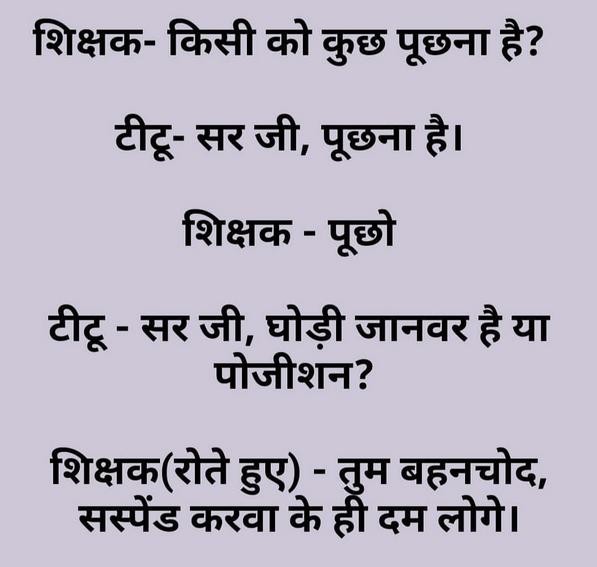 शिक्षक- किसी को कुछ पूछना है?
टीटू- सर जी, पूछना है।
शिक्षक - पूछो
टीटू - सर जी, घोड़ी जानवर है या
पोजीशन?
शिक्षक(रोते हुए) - तुम बहनचोद,
सस्पेंड करवा के ही दम लोगे।